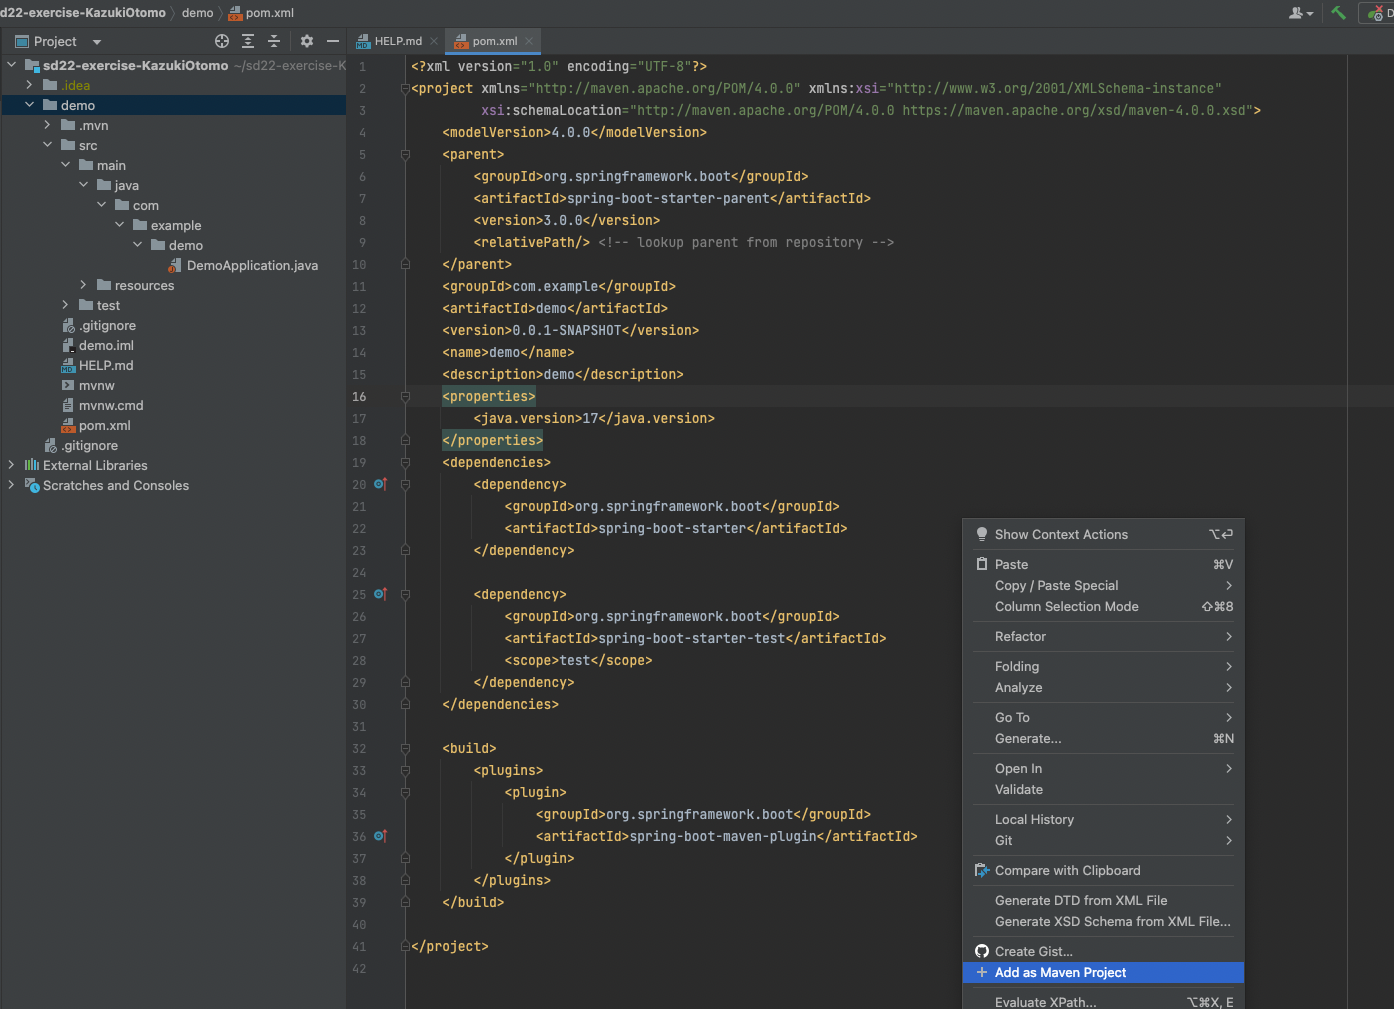 d22-exercise-KazukiOtomo 〉 demo 〉 pom.xml
D
Project
HELP.md
pom.xml
sd22-exercise-KazukiOtomo ~/sd22-exercise-K
.idea
demo
.mvn
src
main
java
com
example
demo
DemoApplication.java
resources
test
.gitignore
demo.iml
HELP.md
mvnw
mvnw.cmd
pom.xml
.gitignore
External Libraries
Scratches and Consoles
1 <?xml version="1.0" encoding="UTF-8"?>
2 <project xmlns="http://maven.apache.org/POM/4.0.0" xmlns:xsi="http://www.w3.org/2001/XMLSchema-instance"
3 xsi:schemaLocation="http://maven.apache.org/POM/4.0.0 https://maven.apache.org/xsd/maven-4.0.0.xsd">
4 <modelVersion>4.0.0</modelVersion>
5 <parent>
6 <groupId>org.springframework.boot</groupId>
7 <artifactId>spring-boot-starter-parent</artifactId>
8 <version>3.0.0</version>
9 <relativePath/> <!-- lookup parent from repository -->
10 </parent>
11 <groupId>com.example</groupId>
12 <artifactId>demo</artifactId>
13 <version>0.0.1-SNAPSHOT</version>
14 <name>demo</name>
15 <description>demo</description>
16 <properties>
17 <java.version>17</java.version>
18 </properties>
19 <dependencies>
20 <dependency>
21 <groupId>org.springframework.boot</groupId>
22 <artifactId>spring-boot-starter</artifactId>
23 </dependency>
24
25 <dependency>
26 <groupId>org.springframework.boot</groupId>
27 <artifactId>spring-boot-starter-test</artifactId>
28 <scope>test</scope>
29 </dependency>
30 </dependencies>
31
32 <build>
33 <plugins>
34 <plugin>
35 <groupId>org.springframework.boot</groupId>
36 <artifactId>spring-boot-maven-plugin</artifactId>
37 </plugin>
38 </plugins>
39 </build>
40
41 </project>
42
Show Context Actions ⌥⏎
Paste ⌘V
Copy / Paste Special
Column Selection Mode ⇧⌘8
Refactor
Folding
Analyze
Go To
Generate... ⌘N
Open In
Validate
Local History
Git
Compare with Clipboard
Generate DTD from XML File
Generate XSD Schema from XML File...
Create Gist...
Add as Maven Project
Evaluate XPath... ⌥⌘X, E